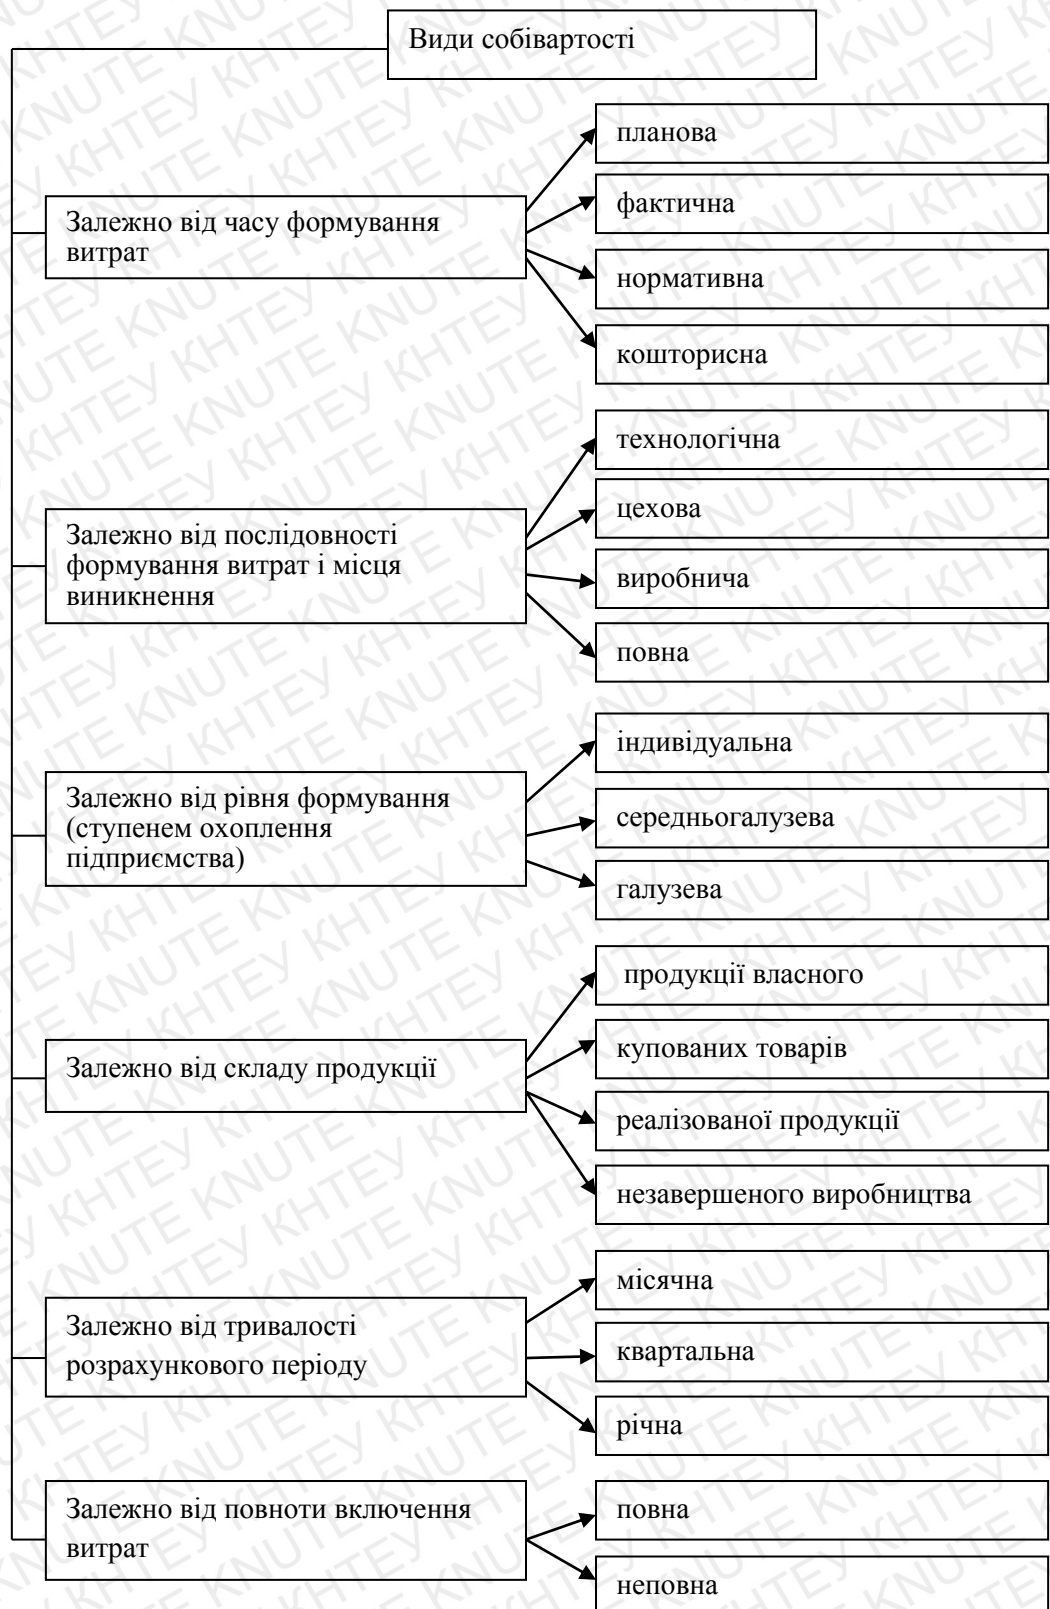 Види собівартості
планова
Залежно від часу формування
витрат
фактична
нормативна
кошторисна
технологічна
Залежно від послідовності
формування витрат і місця
виникнення
цехова
виробнича
повна
індивідуальна
Залежно від рівня формування
(ступенем охоплення
підприємства)
середньогалузева
галузева
продукції власного
Залежно від складу продукції
купованих товарів
реалізованої продукції
незавершеного виробництва
місячна
Залежно від тривалості
розрахункового періоду
квартальна
річна
Залежно від повноти включення
витрат
повна
неповна